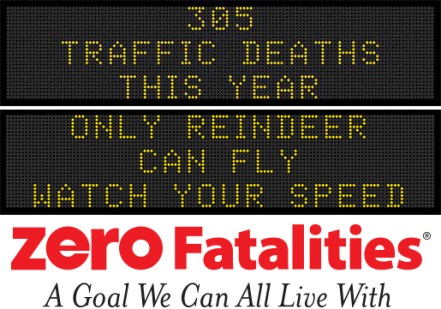 305
TRAFFIC DEATHS
THIS YEAR
ONLY REINDEER
CAN FLY
WATCH YOUR SPEED
zero Fatalities®
A Goal We Can All Live With